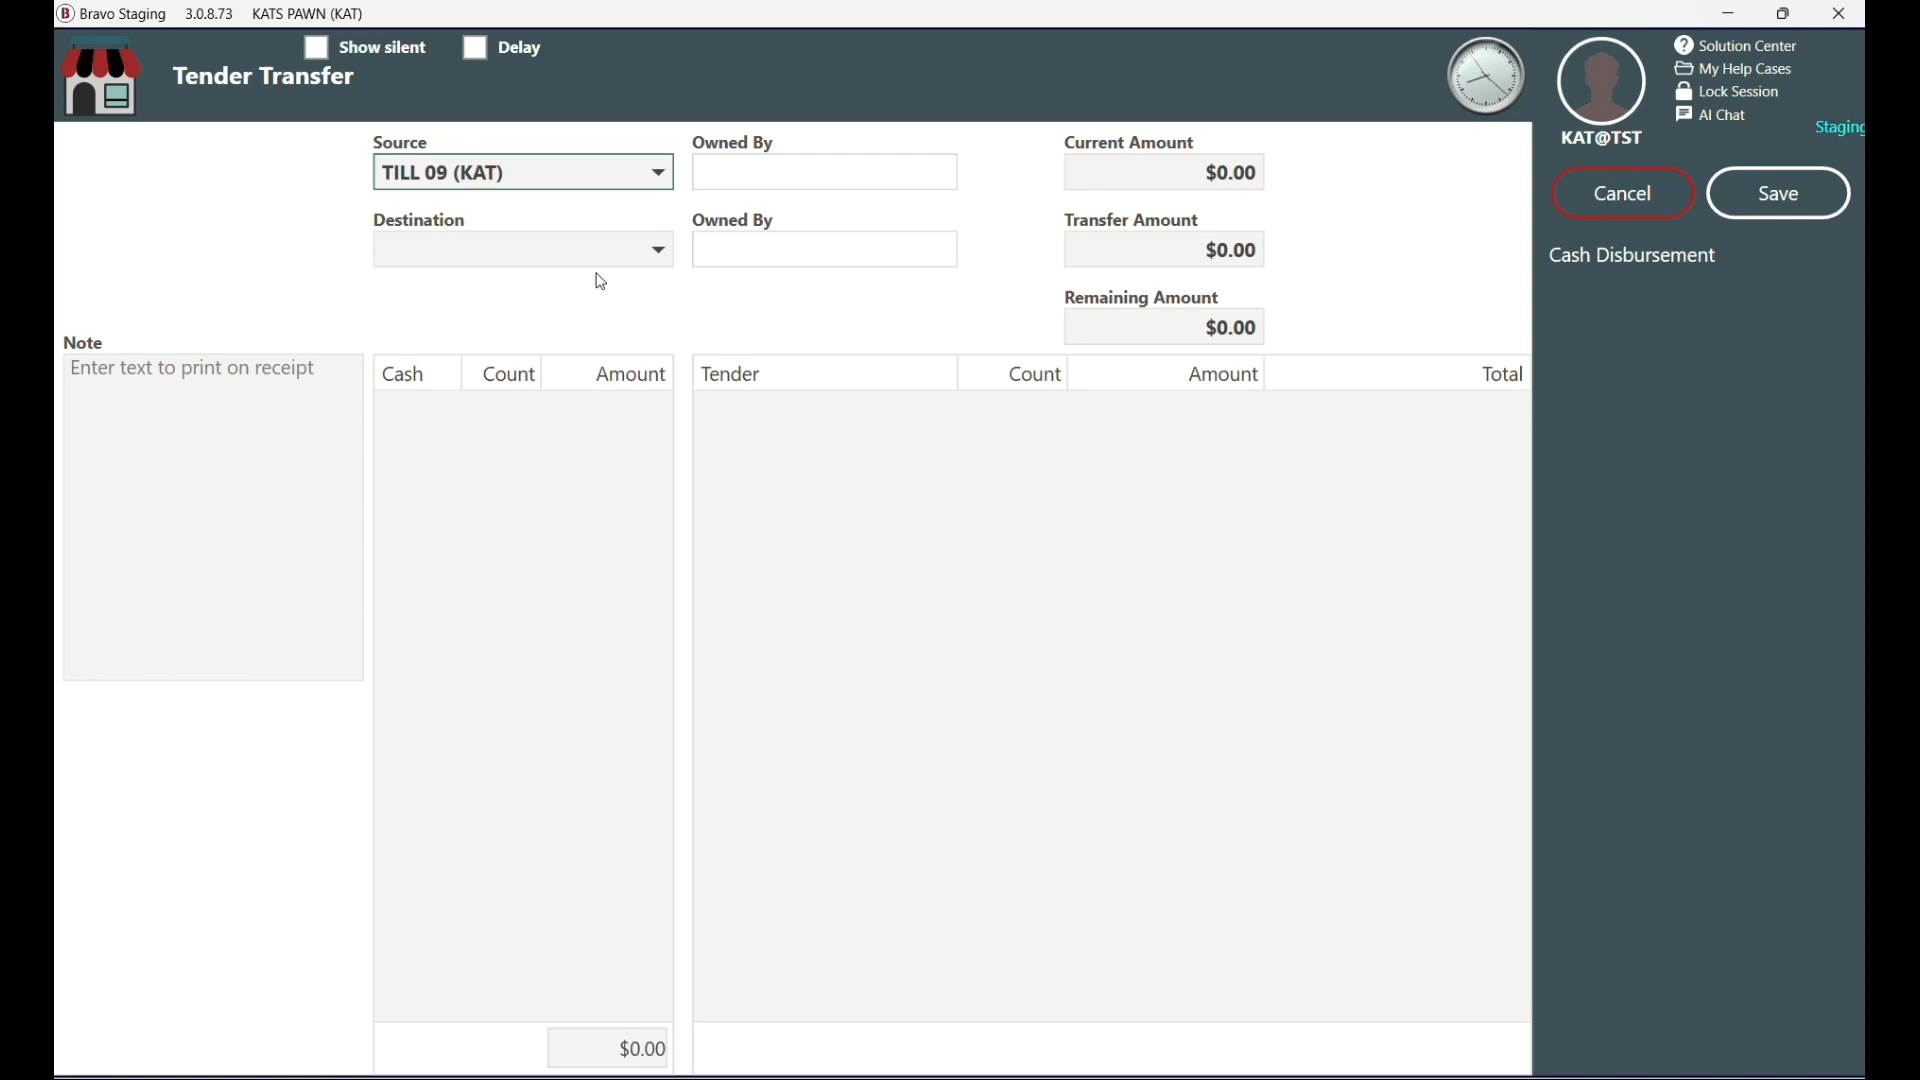 Bravo Staging 3.0.8.73 KATS PAWN (KAT)
Show silent Delay
Tender Transfer
Solution Center
My Help Cases
Lock Session
AI Chat
KAT@TST
Staging
Cancel Save
Cash Disbursement
Source Owned By Current Amount
TILL 09 (KAT) $0.00
Destination Owned By Transfer Amount
$0.00
Remaining Amount
$0.00
Note
Enter text to print on receipt
Cash Count Amount Tender Count Amount Total
$0.00